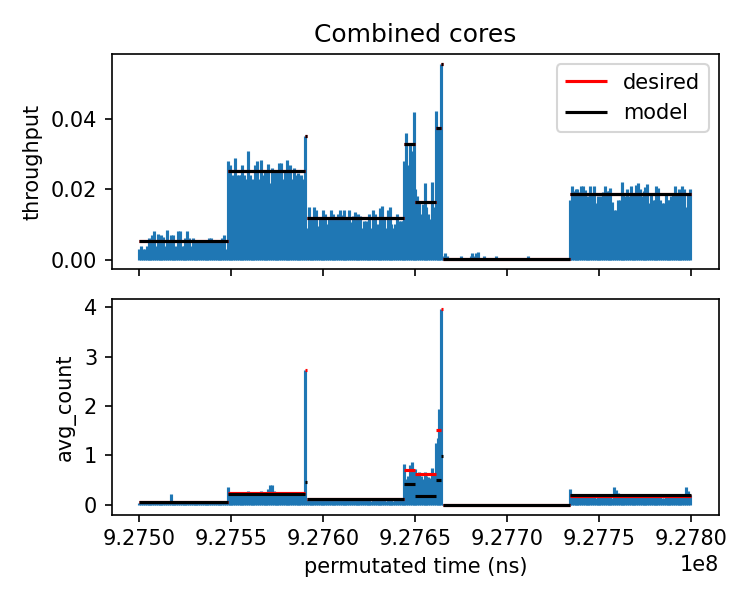 Combined cores
throughput
0.04
0.02
0.00
desired
model
avg_count
4
3
2
1
0
9.2750 9.2755 9.2760 9.2765 9.2770 9.2775 9.2780
1e8
permutated time (ns)